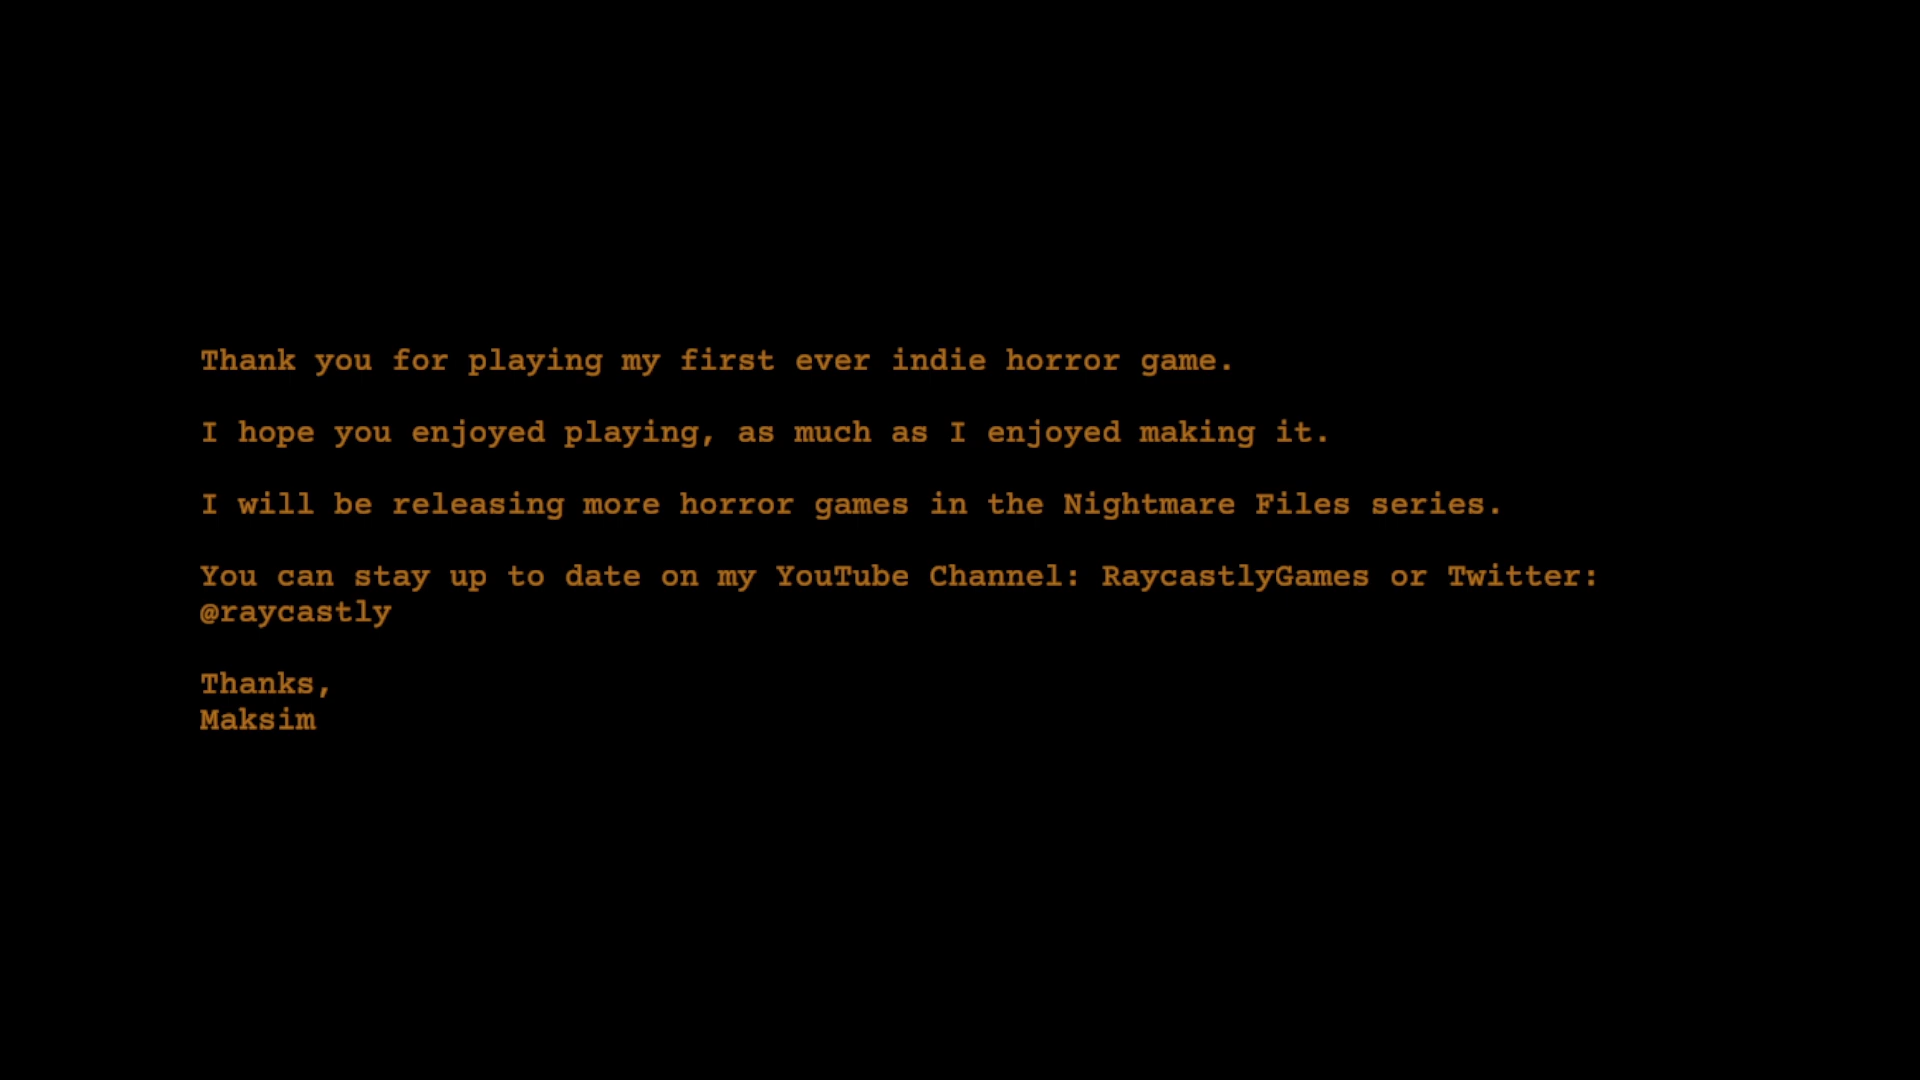 Thank you for playing my first ever indie horror game.
I hope you enjoyed playing, as much as I enjoyed making it.
I will be releasing more horror games in the Nightmare Files series.
You can stay up to date on my YouTube Channel: RaycastlyGames or Twitter:
@raycastly
Thanks,
Maksim